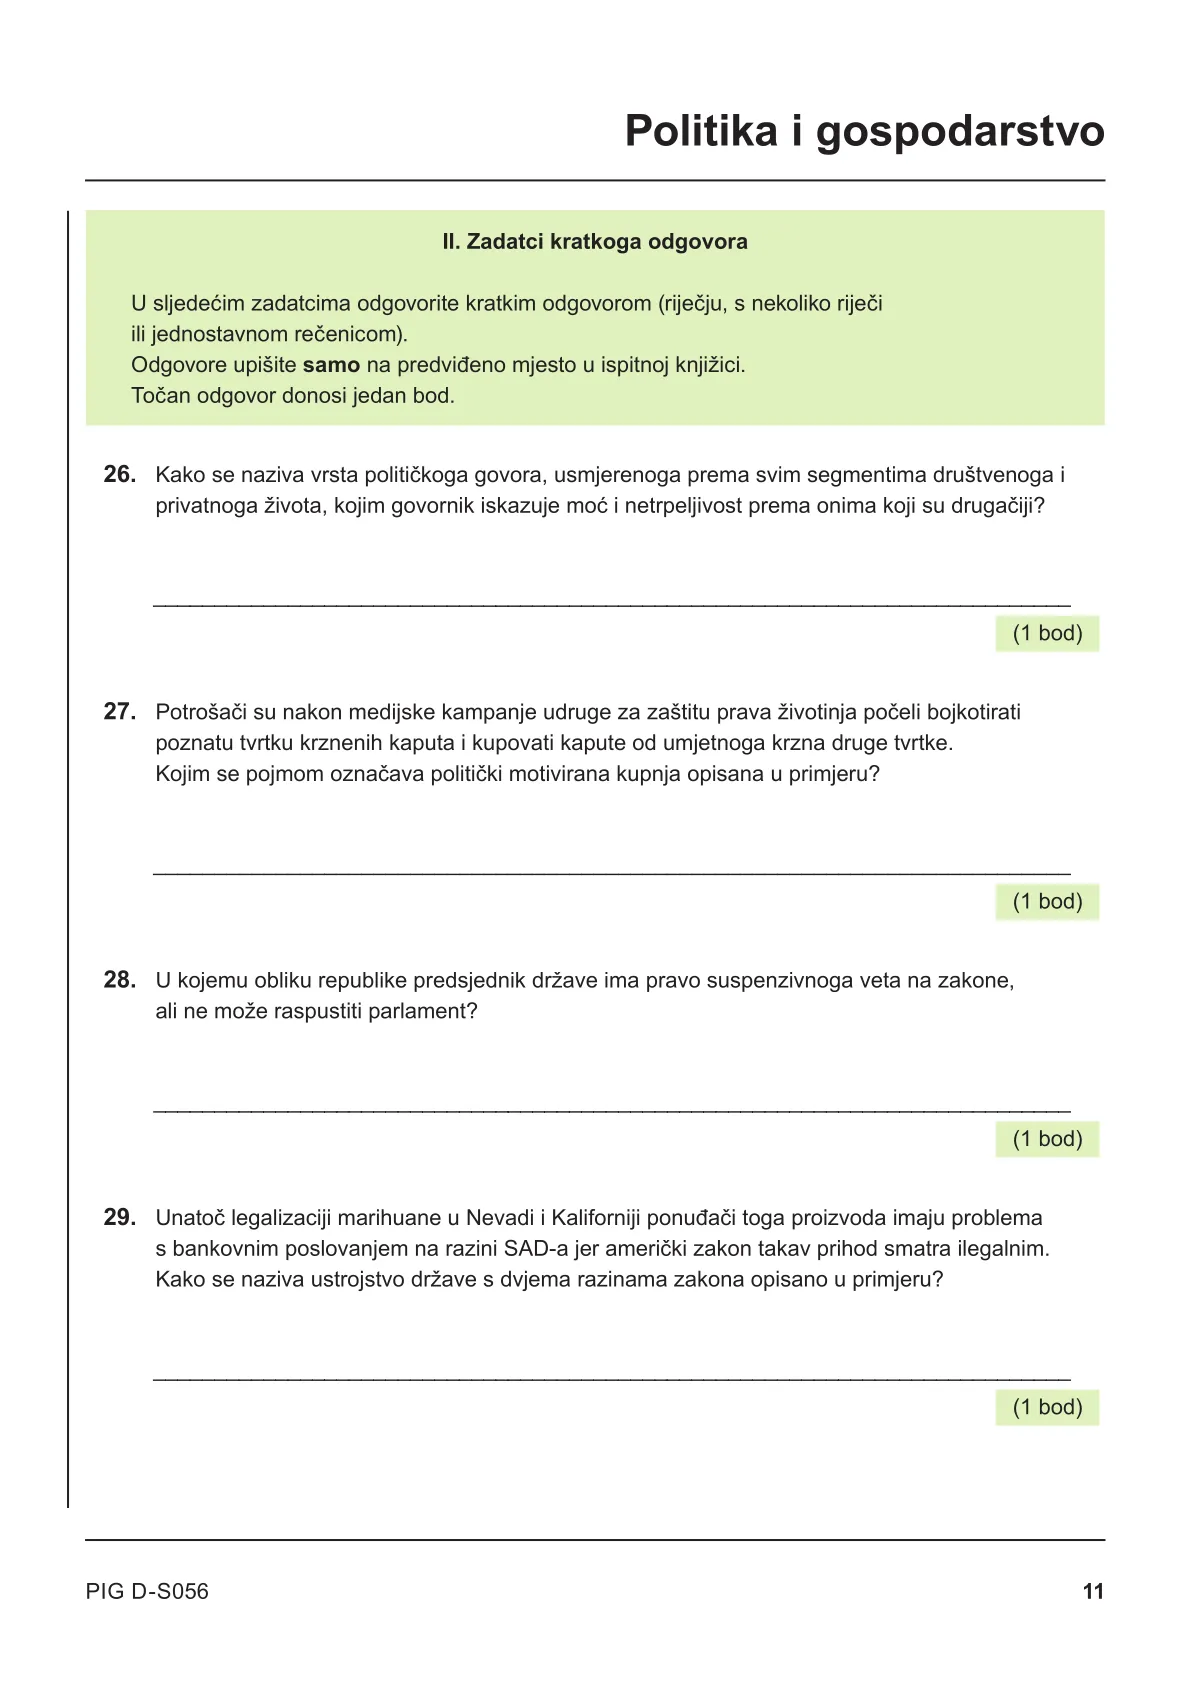 Politika i gospodarstvo
II. Zadatci kratkoga odgovora
U sljedećim zadatcima odgovorite kratkim odgovorom (riječju, s nekoliko riječi
ili jednostavnom rečenicom).
Odgovore upišite samo na predviđeno mjesto u ispitnoj knjižici.
Točan odgovor donosi jedan bod.
26. Kako se naziva vrsta političkoga govora, usmjerenoga prema svim segmentima društvenoga i
privatnoga života, kojim govornik iskazuje moć i netrpeljivost prema onima koji su drugačiji?
(1 bod)
27. Potrošači su nakon medijske kampanje udruge za zaštitu prava životinja počeli bojkotirati
poznatu tvrtku krznenih kaputa i kupovati kapute od umjetnoga krzna druge tvrtke.
Kojim se pojmom označava politički motivirana kupnja opisana u primjeru?
(1 bod)
28. U kojemu obliku republike predsjednik države ima pravo suspenzivnoga veta na zakone,
ali ne može raspustiti parlament?
(1 bod)
29. Unatoč legalizaciji marihuane u Nevadi i Kaliforniji ponuđači toga proizvoda imaju problema
s bankovnim poslovanjem na razini SAD-a jer američki zakon takav prihod smatra ilegalnim.
Kako se naziva ustrojstvo države s dvjema razinama zakona opisano u primjeru?
(1 bod)
PIG D-S056
11